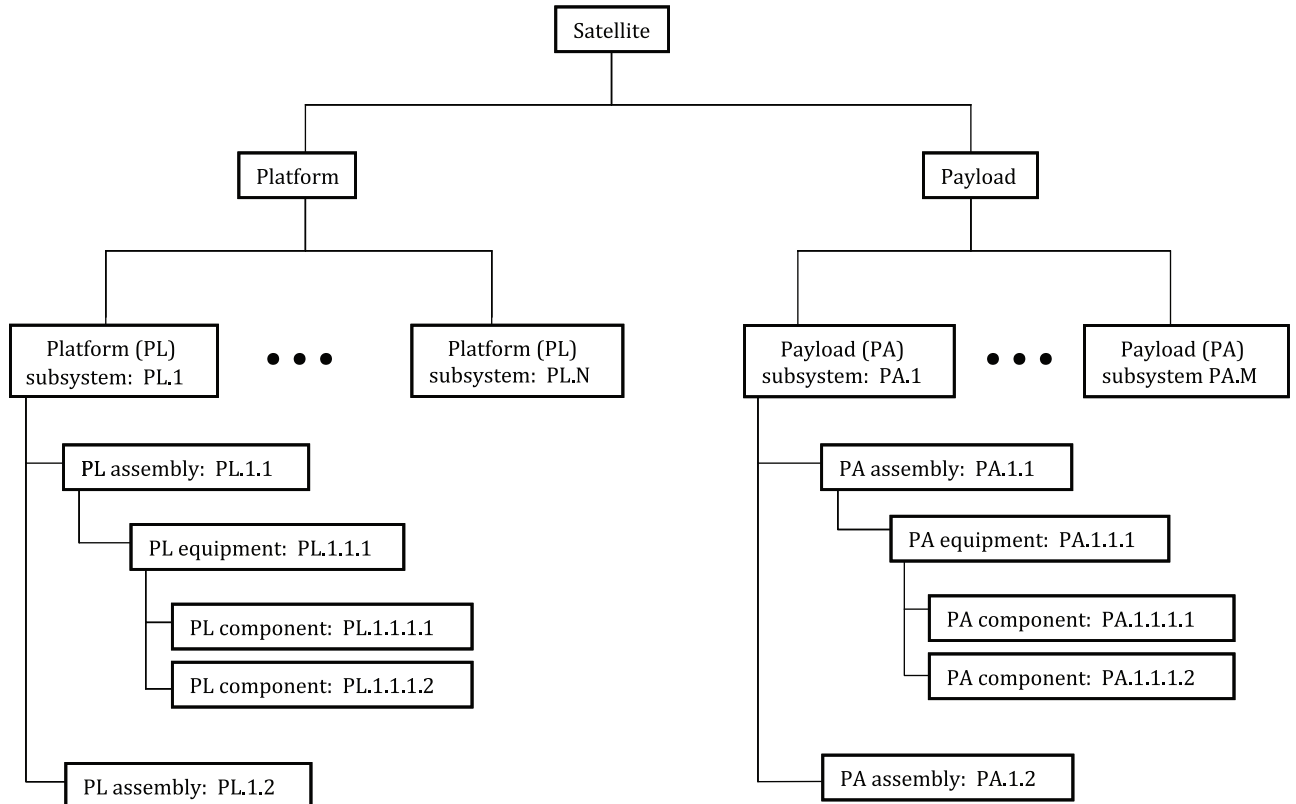 Satellite
Platform
Payload
Platform (PL)
subsystem: PL.1
Platform (PL)
subsystem: PL.N
Payload (PA)
subsystem: PA.1
Payload (PA)
subsystem PA.M
PL assembly: PL.1.1
PL equipment: PL.1.1.1
PL component: PL.1.1.1.1
PL component: PL.1.1.1.2
PL assembly: PL.1.2
PA assembly: PA.1.1
PA equipment: PA.1.1.1
PA component: PA.1.1.1.1
PA component: PA.1.1.1.2
PA assembly: PA.1.2